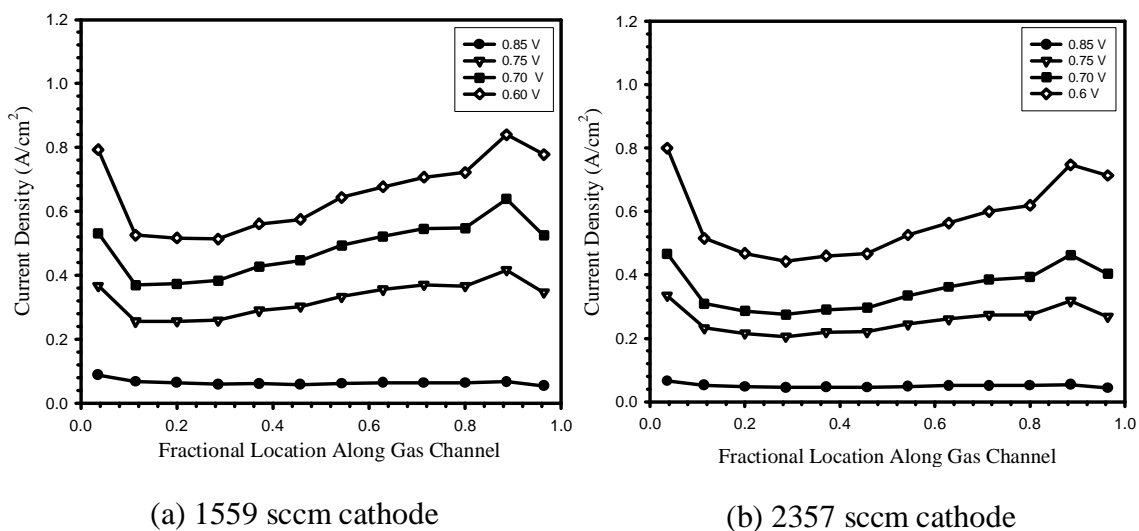 1.2
1.0
0.8
0.6
0.4
0.2
0.0
Current Density (A/cm²)
0.85 V
0.75 V
0.70 V
0.60 V
0.0 0.2 0.4 0.6 0.8 1.0
Fractional Location Along Gas Channel
(a) 1559 sccm cathode
1.2
1.0
0.8
0.6
0.4
0.2
0.0
Current Density (A/cm²)
0.85 V
0.75 V
0.70 V
0.6 V
0.0 0.2 0.4 0.6 0.8 1.0
Fractional Location Along Gas Channel
(b) 2357 sccm cathode